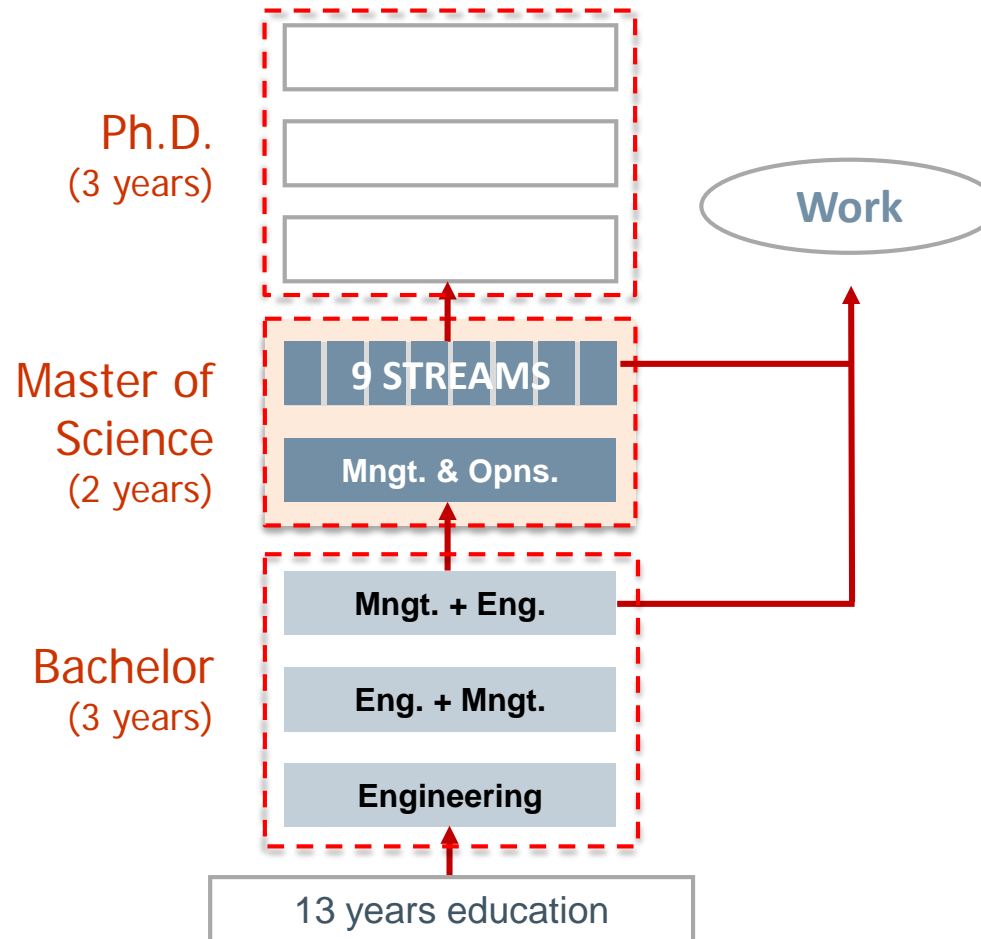 Ph.D.
(3 years)
Work
Master of
Science
(2 years)
9 STREAMS
Mngt. & Opns.
Bachelor
(3 years)
Mngt. + Eng.
Eng. + Mngt.
Engineering
13 years education